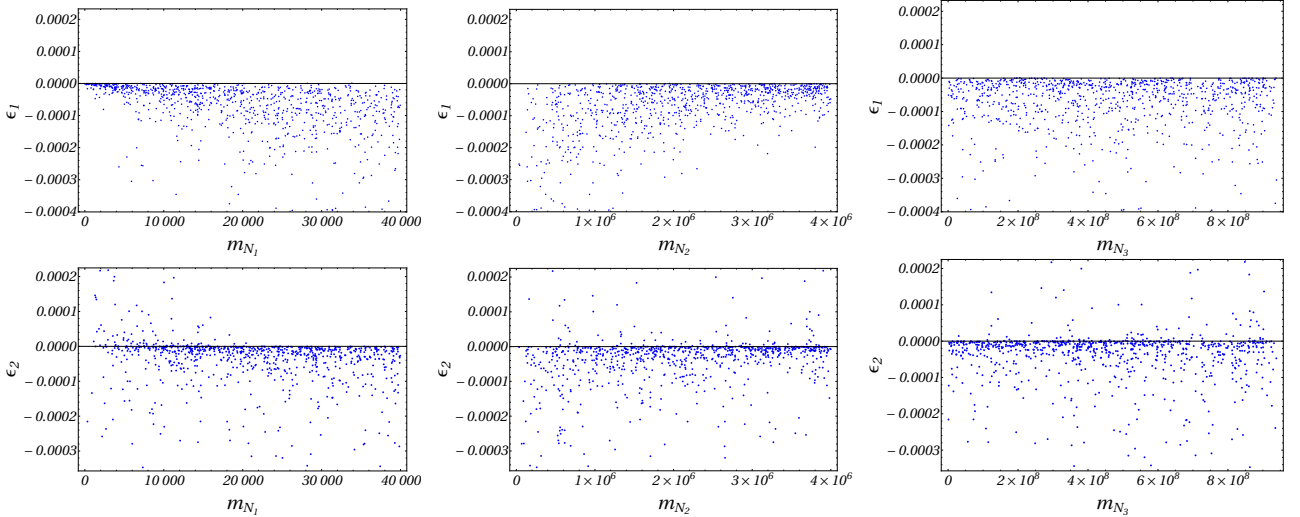 0.0002
0.0001
0.0000
− 0.0001
− 0.0002
− 0.0003
− 0.0004
ϵ1
0
10 000
20 000
30 000
40 000
mN1
0.0002
0.0001
0.0000
− 0.0001
− 0.0002
− 0.0003
− 0.0004
ϵ1
0
1 × 10^6
2 × 10^6
3 × 10^6
4 × 10^6
mN2
0.0002
0.0001
0.0000
− 0.0001
− 0.0002
− 0.0003
− 0.0004
ϵ1
0
2 × 10^8
4 × 10^8
6 × 10^8
8 × 10^8
mN3
0.0002
0.0001
0.0000
− 0.0001
− 0.0002
− 0.0003
ϵ2
0
10 000
20 000
30 000
40 000
mN1
0.0002
0.0001
0.0000
− 0.0001
− 0.0002
− 0.0003
ϵ2
0
1 × 10^6
2 × 10^6
3 × 10^6
4 × 10^6
mN2
0.0002
0.0001
0.0000
− 0.0001
− 0.0002
− 0.0003
ϵ2
0
2 × 10^8
4 × 10^8
6 × 10^8
8 × 10^8
mN3